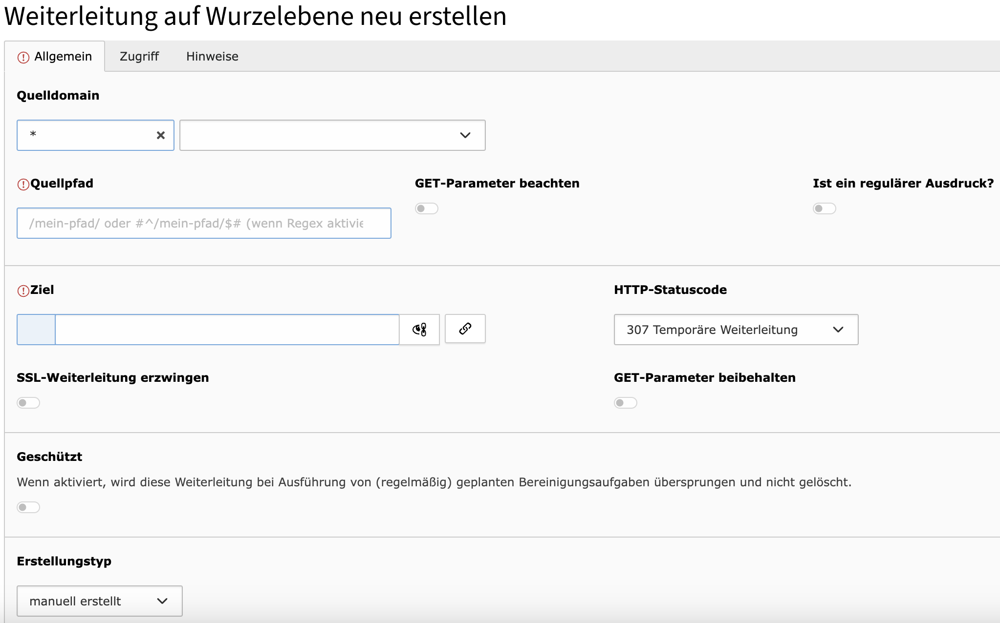 Weiterleitung auf Wurzelebene neu erstellen
Allgemein Zugriff Hinweise
Quelldomain
*
Quellpfad GET-Parameter beachten Ist ein regulärer Ausdruck?
/mein-pfad/ oder #^/mein-pfad/$# (wenn Regex aktivie
Ziel HTTP-Statuscode
307 Temporäre Weiterleitung
SSL-Weiterleitung erzwingen GET-Parameter beibehalten
Geschützt
Wenn aktiviert, wird diese Weiterleitung bei Ausführung von (regelmäßig) geplanten Bereinigungsaufgaben übersprungen und nicht gelöscht.
Erstellungstyp
manuell erstellt